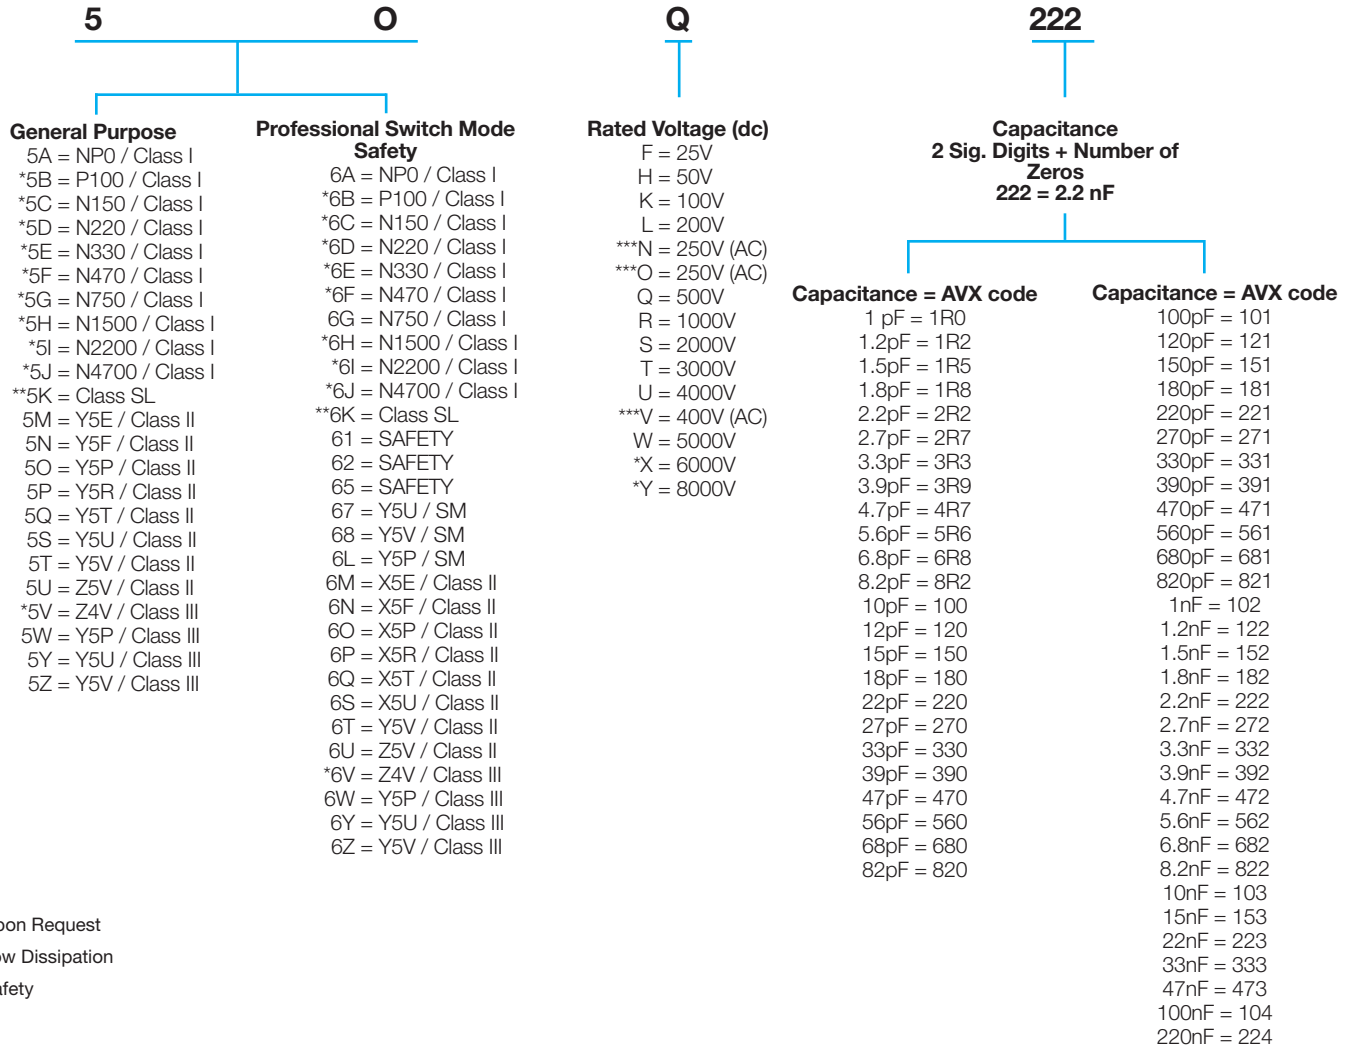 5 O Q 222
General Purpose
5A = NP0 / Class I
*5B = P100 / Class I
*5C = N150 / Class I
*5D = N220 / Class I
*5E = N330 / Class I
*5F = N470 / Class I
*5G = N750 / Class I
*5H = N1500 / Class I
*5I = N2200 / Class I
*5J = N4700 / Class I
**5K = Class SL
5M = Y5E / Class II
5N = Y5F / Class II
5O = Y5P / Class II
5P = Y5R / Class II
5Q = Y5T / Class II
5S = Y5U / Class II
5T = Y5V / Class II
5U = Z5V / Class II
*5V = Z4V / Class III
5W = Y5P / Class III
5Y = Y5U / Class III
5Z = Y5V / Class III
Professional Switch Mode
Safety
6A = NP0 / Class I
*6B = P100 / Class I
*6C = N150 / Class I
*6D = N220 / Class I
*6E = N330 / Class I
*6F = N470 / Class I
6G = N750 / Class I
*6H = N1500 / Class I
*6I = N2200 / Class I
*6J = N4700 / Class I
**6K = Class SL
61 = SAFETY
62 = SAFETY
65 = SAFETY
67 = Y5U / SM
68 = Y5V / SM
6L = Y5P / SM
6M = X5E / Class II
6N = X5F / Class II
6O = X5P / Class II
6P = X5R / Class II
6Q = X5T / Class II
6S = X5U / Class II
6T = Y5V / Class II
6U = Z5V / Class II
*6V = Z4V / Class III
6W = Y5P / Class III
6Y = Y5U / Class III
6Z = Y5V / Class III
Rated Voltage (dc)
F = 25V
H = 50V
K = 100V
L = 200V
***N = 250V (AC)
***O = 250V (AC)
Q = 500V
R = 1000V
S = 2000V
T = 3000V
U = 4000V
***V = 400V (AC)
W = 5000V
*X = 6000V
*Y = 8000V
Capacitance
2 Sig. Digits + Number of
Zeros
222 = 2.2 nF
Capacitance = AVX code
1 pF = 1R0
1.2pF = 1R2
1.5pF = 1R5
1.8pF = 1R8
2.2pF = 2R2
2.7pF = 2R7
3.3pF = 3R3
3.9pF = 3R9
4.7pF = 4R7
5.6pF = 5R6
6.8pF = 6R8
8.2pF = 8R2
10pF = 100
12pF = 120
15pF = 150
18pF = 180
22pF = 220
27pF = 270
33pF = 330
39pF = 390
47pF = 470
56pF = 560
68pF = 680
82pF = 820
Capacitance = AVX code
100pF = 101
120pF = 121
150pF = 151
180pF = 181
220pF = 221
270pF = 271
330pF = 331
390pF = 391
470pF = 471
560pF = 561
680pF = 681
820pF = 821
1nF = 102
1.2nF = 122
1.5nF = 152
1.8nF = 182
2.2nF = 222
2.7nF = 272
3.3nF = 332
3.9nF = 392
4.7nF = 472
5.6nF = 562
6.8nF = 682
8.2nF = 822
10nF = 103
15nF = 153
22nF = 223
33nF = 333
47nF = 473
100nF = 104
220nF = 224
Request
Dissipation